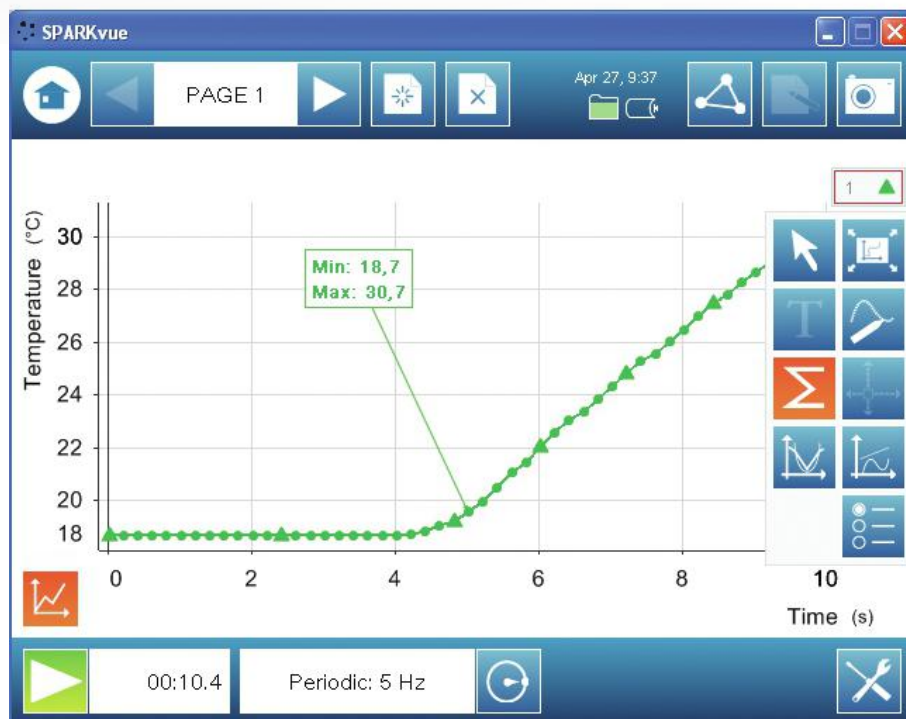 SPARKvue
PAGE 1
Apr 27, 9:37
1
Temperature (°C)
30
28
26
24
22
20
18
Min: 18,7
Max: 30,7
T
Σ
0 2 4 6 8 10
Time (s)
00:10.4
Periodic: 5 Hz